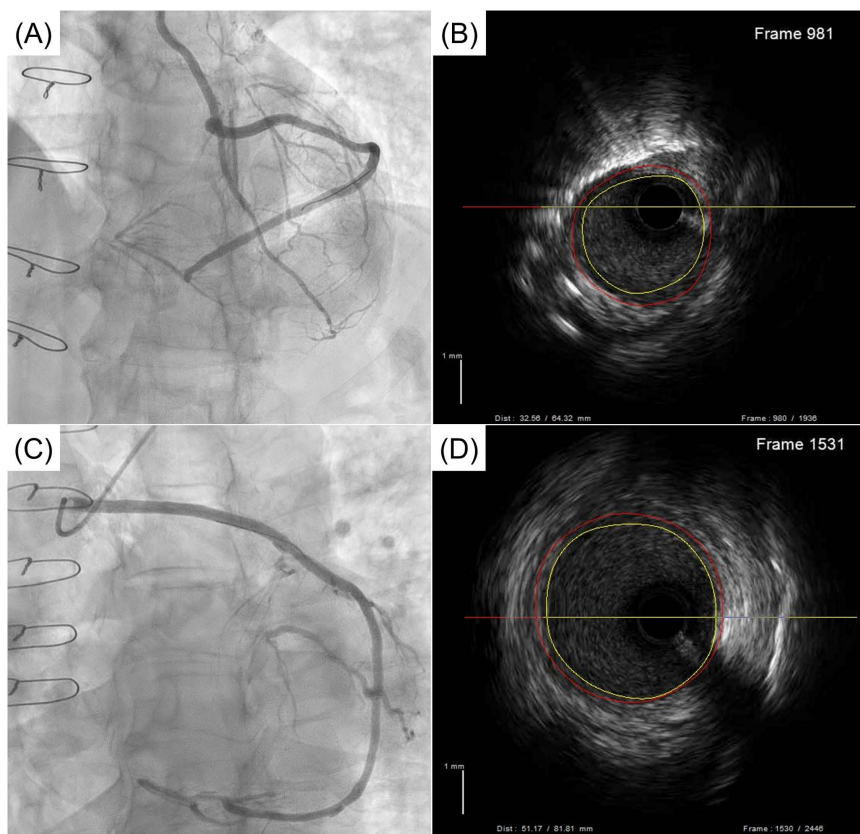 (A)
(B)
Frame 981
1 mm
Dist : 32.56 / 64.32 mm
Frame : 980 / 1936
(C)
(D)
Frame 1531
1 mm
Dist : 51.17 / 81.81 mm
Frame : 1530 / 2446